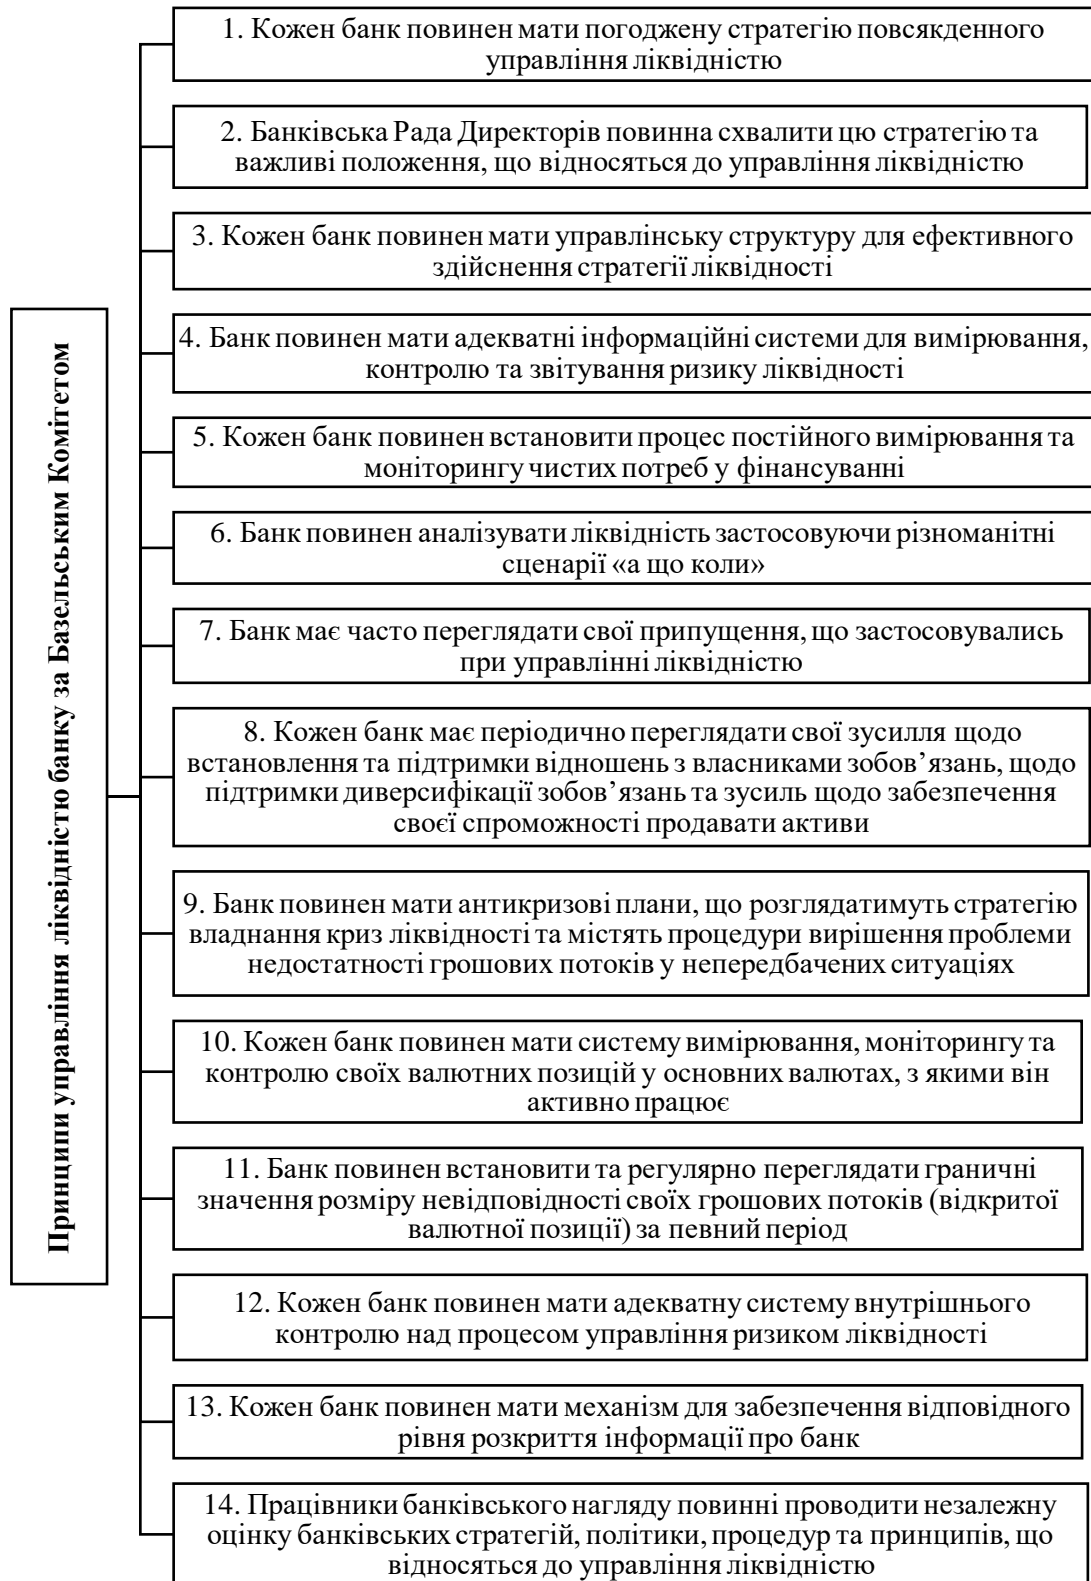 Принципи управління ліквідністю банку за Базельським Комітетом
1. Кожен банк повинен мати погоджену стратегію повсякденного
управління ліквідністю
2. Банківська Рада Директорів повинна схвалити цю стратегію та
важливі положення, що відносяться до управління ліквідністю
3. Кожен банк повинен мати управлінську структуру для ефективного
здійснення стратегії ліквідності
4. Банк повинен мати адекватні інформаційні системи для вимірювання,
контролю та звітування ризику ліквідності
5. Кожен банк повинен встановити процес постійного вимірювання та
моніторингу чистих потреб у фінансуванні
6. Банк повинен аналізувати ліквідність застосовуючи різноманітні
сценарії «а що коли»
7. Банк має часто переглядати свої припущення, що застосовувались
при управлінні ліквідністю
8. Кожен банк має періодично переглядати свої зусилля щодо
встановлення та підтримки відношень з власниками зобов’язань, щодо
підтримки диверсифікації зобов’язань та зусиль щодо забезпечення
своєї спроможності продавати активи
9. Банк повинен мати антикризові плани, що розглядатимуть стратегію
владнання криз ліквідності та містять процедури вирішення проблеми
недостатності грошових потоків у непередбачених ситуаціях
10. Кожен банк повинен мати систему вимірювання, моніторингу та
контролю своїх валютних позицій у основних валютах, з якими він
активно працює
11. Банк повинен встановити та регулярно переглядати граничні
значення розміру невідповідності своїх грошових потоків (відкритої
валютної позиції) за певний період
12. Кожен банк повинен мати адекватну систему внутрішнього
контролю над процесом управління ризиком ліквідності
13. Кожен банк повинен мати механізм для забезпечення відповідного
рівня розкриття інформації про банк
14. Працівники банківського нагляду повинні проводити незалежну
оцінку банківських стратегій, політики, процедур та принципів, що
відносяться до управління ліквідністю